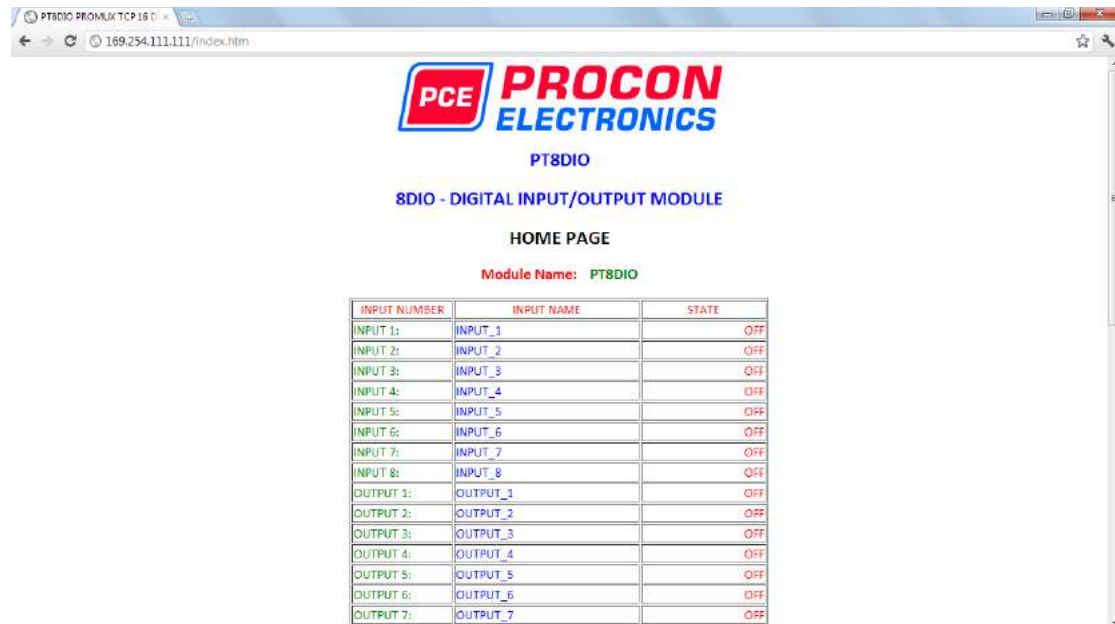 PT8DIO PROMUX TCP 16 D
169.254.111.111/index.htm
PCE
PROCON
ELECTRONICS
PT8DIO
8DIO - DIGITAL INPUT/OUTPUT MODULE
HOME PAGE
Module Name: PT8DIO
INPUT NUMBER INPUT NAME STATE
INPUT 1: INPUT_1 OFF
INPUT 2: INPUT_2 OFF
INPUT 3: INPUT_3 OFF
INPUT 4: INPUT_4 OFF
INPUT 5: INPUT_5 OFF
INPUT 6: INPUT_6 OFF
INPUT 7: INPUT_7 OFF
INPUT 8: INPUT_8 OFF
OUTPUT 1: OUTPUT_1 OFF
OUTPUT 2: OUTPUT_2 OFF
OUTPUT 3: OUTPUT_3 OFF
OUTPUT 4: OUTPUT_4 OFF
OUTPUT 5: OUTPUT_5 OFF
OUTPUT 6: OUTPUT_6 OFF
OUTPUT 7: OUTPUT_7 OFF